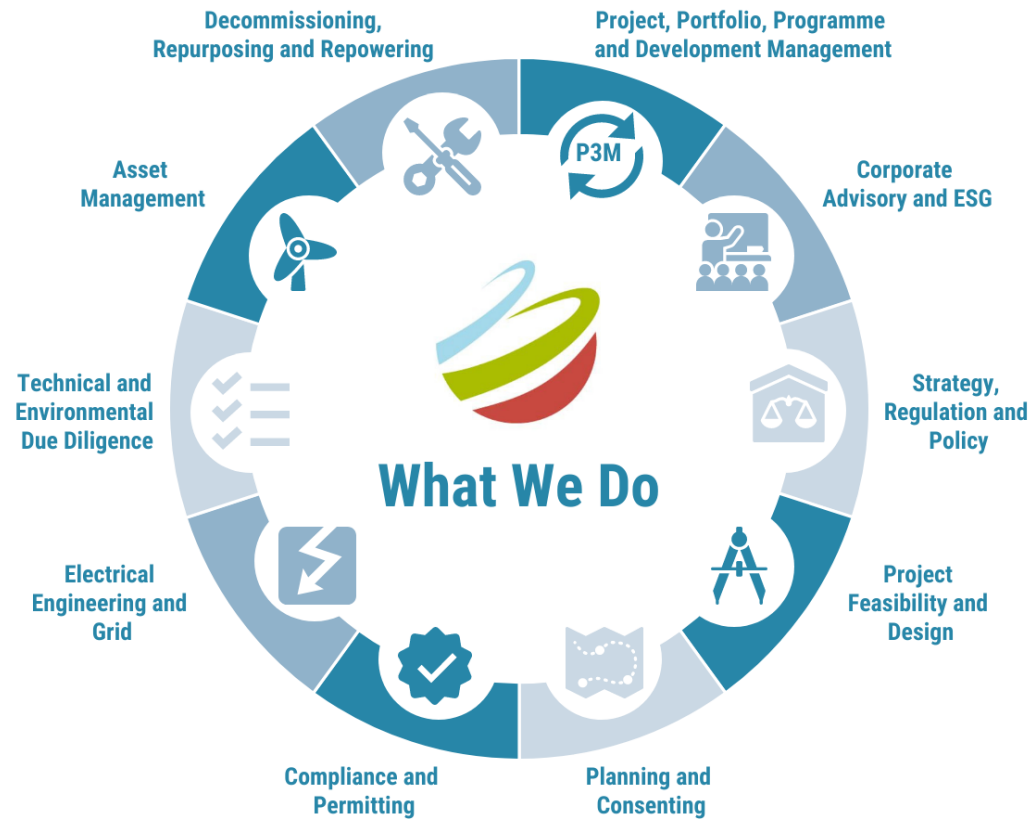 Decommissioning,
Repurposing and Repowering
Project, Portfolio, Programme
and Development Management
P3M
Corporate
Advisory and ESG
Strategy,
Regulation and
Policy
Project
Feasibility and
Design
Planning and
Consenting
Compliance and
Permitting
Electrical
Engineering and
Grid
Technical and
Environmental
Due Diligence
Asset
Management
What We Do